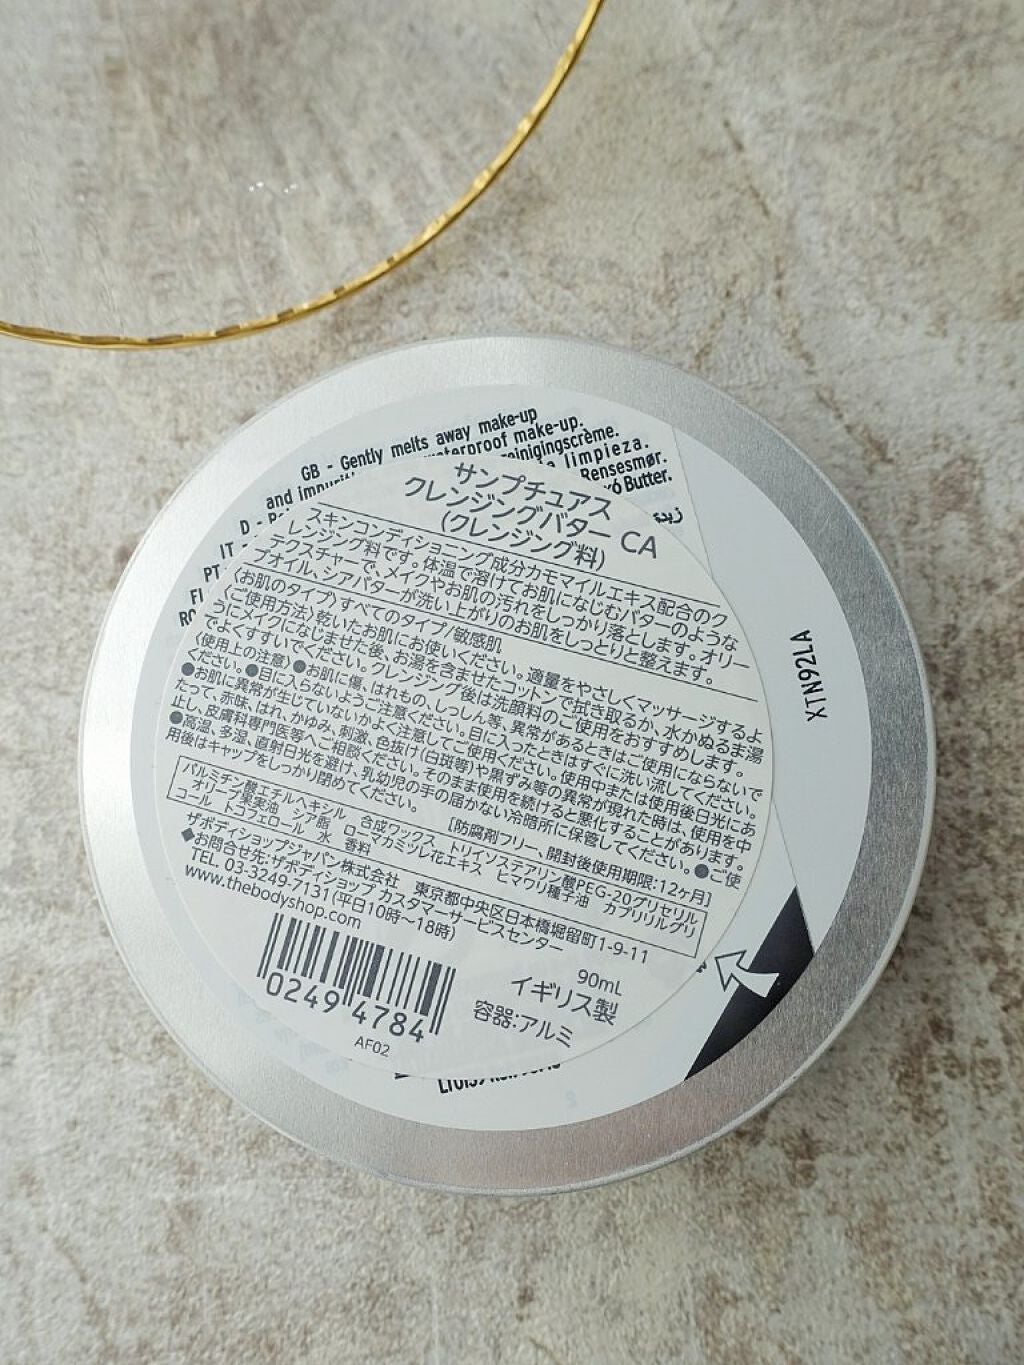 GB - Gently melts away make-up
and
waterproof make-up.
reinigingscrème.
limpieza.
D -
Rensesmør.
IT
Butter.
PT
FI
RO
サンプチュアス
クレンジングバター CA
(クレンジング料)
スキンコンディショニング成分カモマイルエキス配合のク
レンジング料です。体温で溶けてお肌になじむバターのような
テクスチャーで、メイクやお肌の汚れをしっかり落とします。オリー
ブオイル、シアバターが洗い上がりのお肌をしっとりと整えます。
〈お肌のタイプ〉すべてのタイプ/敏感肌
〈ご使用方法〉乾いたお肌にお使いください。適量をやさしくマッサージするよ
うにメイクになじませた後、お湯を含ませたコットンで拭き取るか、水かぬるま湯
でよくすすいでください。クレンジング後は洗顔料のご使用をおすすめします。
〈使用上の注意〉●お肌に傷、はれもの、しっしん等、異常があるときはご使用にならないで
ください。●目に入らないようご注意ください。目に入ったときはすぐに洗い流してください。
●お肌に異常が生じていないかよく注意してご使用ください。使用中または使用後日光にあ
たって、赤味、はれ、かゆみ、刺激、色抜け(白斑等)や黒ずみ等の異常が現れた時は、使用を中
止し、皮膚科専門医等へご相談ください。そのまま使用を続けると悪化することがあります。
●高温、多湿、直射日光を避け、乳幼児の手の届かない冷暗所に保管してください。●ご使
用後はキャップをしっかり閉めてください。
[防腐剤フリー、開封後使用期限:12ヶ月]
パルミチン酸エチルヘキシル 合成ワックス トリイソステアリン酸PEG-20グリセリル
オリーブ果実油 シア脂 ローマカミツレ花エキス ヒマワリ種子油 カプリリルグリ
コール トコフェロール 水 香料
ザボディショップジャパン株式会社 東京都中央区日本橋堀留町1-9-11
◆お問合せ先:ザボディショップ カスタマーサービスセンター
TEL. 03-3249-7131(平日10時〜18時)
www.thebodyshop.com
90mL
イギリス製
容器:アルミ
0249 4784
AF02
XTN92LA